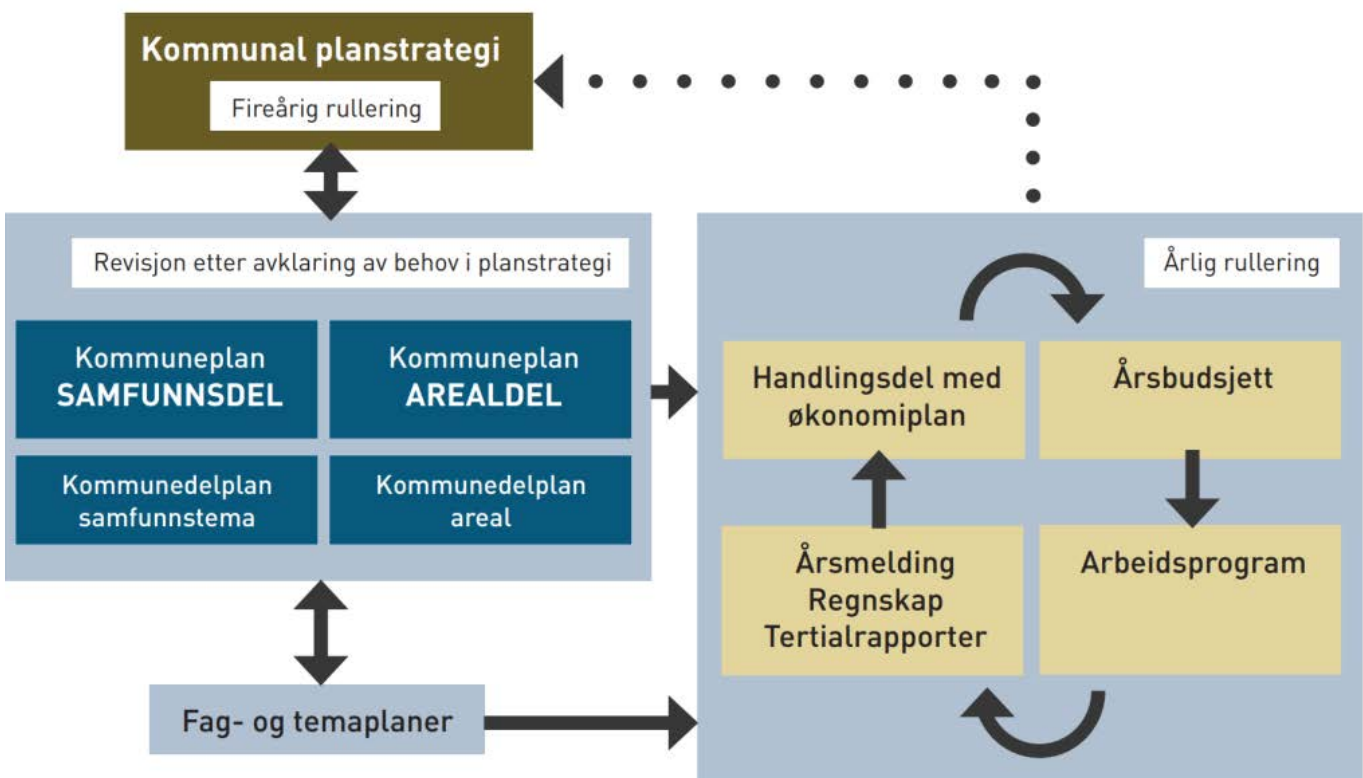 Kommunal planstrategi
Fireårig rullering
Revisjon etter avklaring av behov i planstrategi
Kommuneplan
SAMFUNNSDEL
Kommuneplan
AREALDEL
Kommunedelplan
samfunnstema
Kommunedelplan
areal
Fag- og temaplaner
Årlig rullering
Handlingsdel med
økonomiplan
Årsbudsjett
Årsmelding
Regnskap
Tertialrapporter
Arbeidsprogram